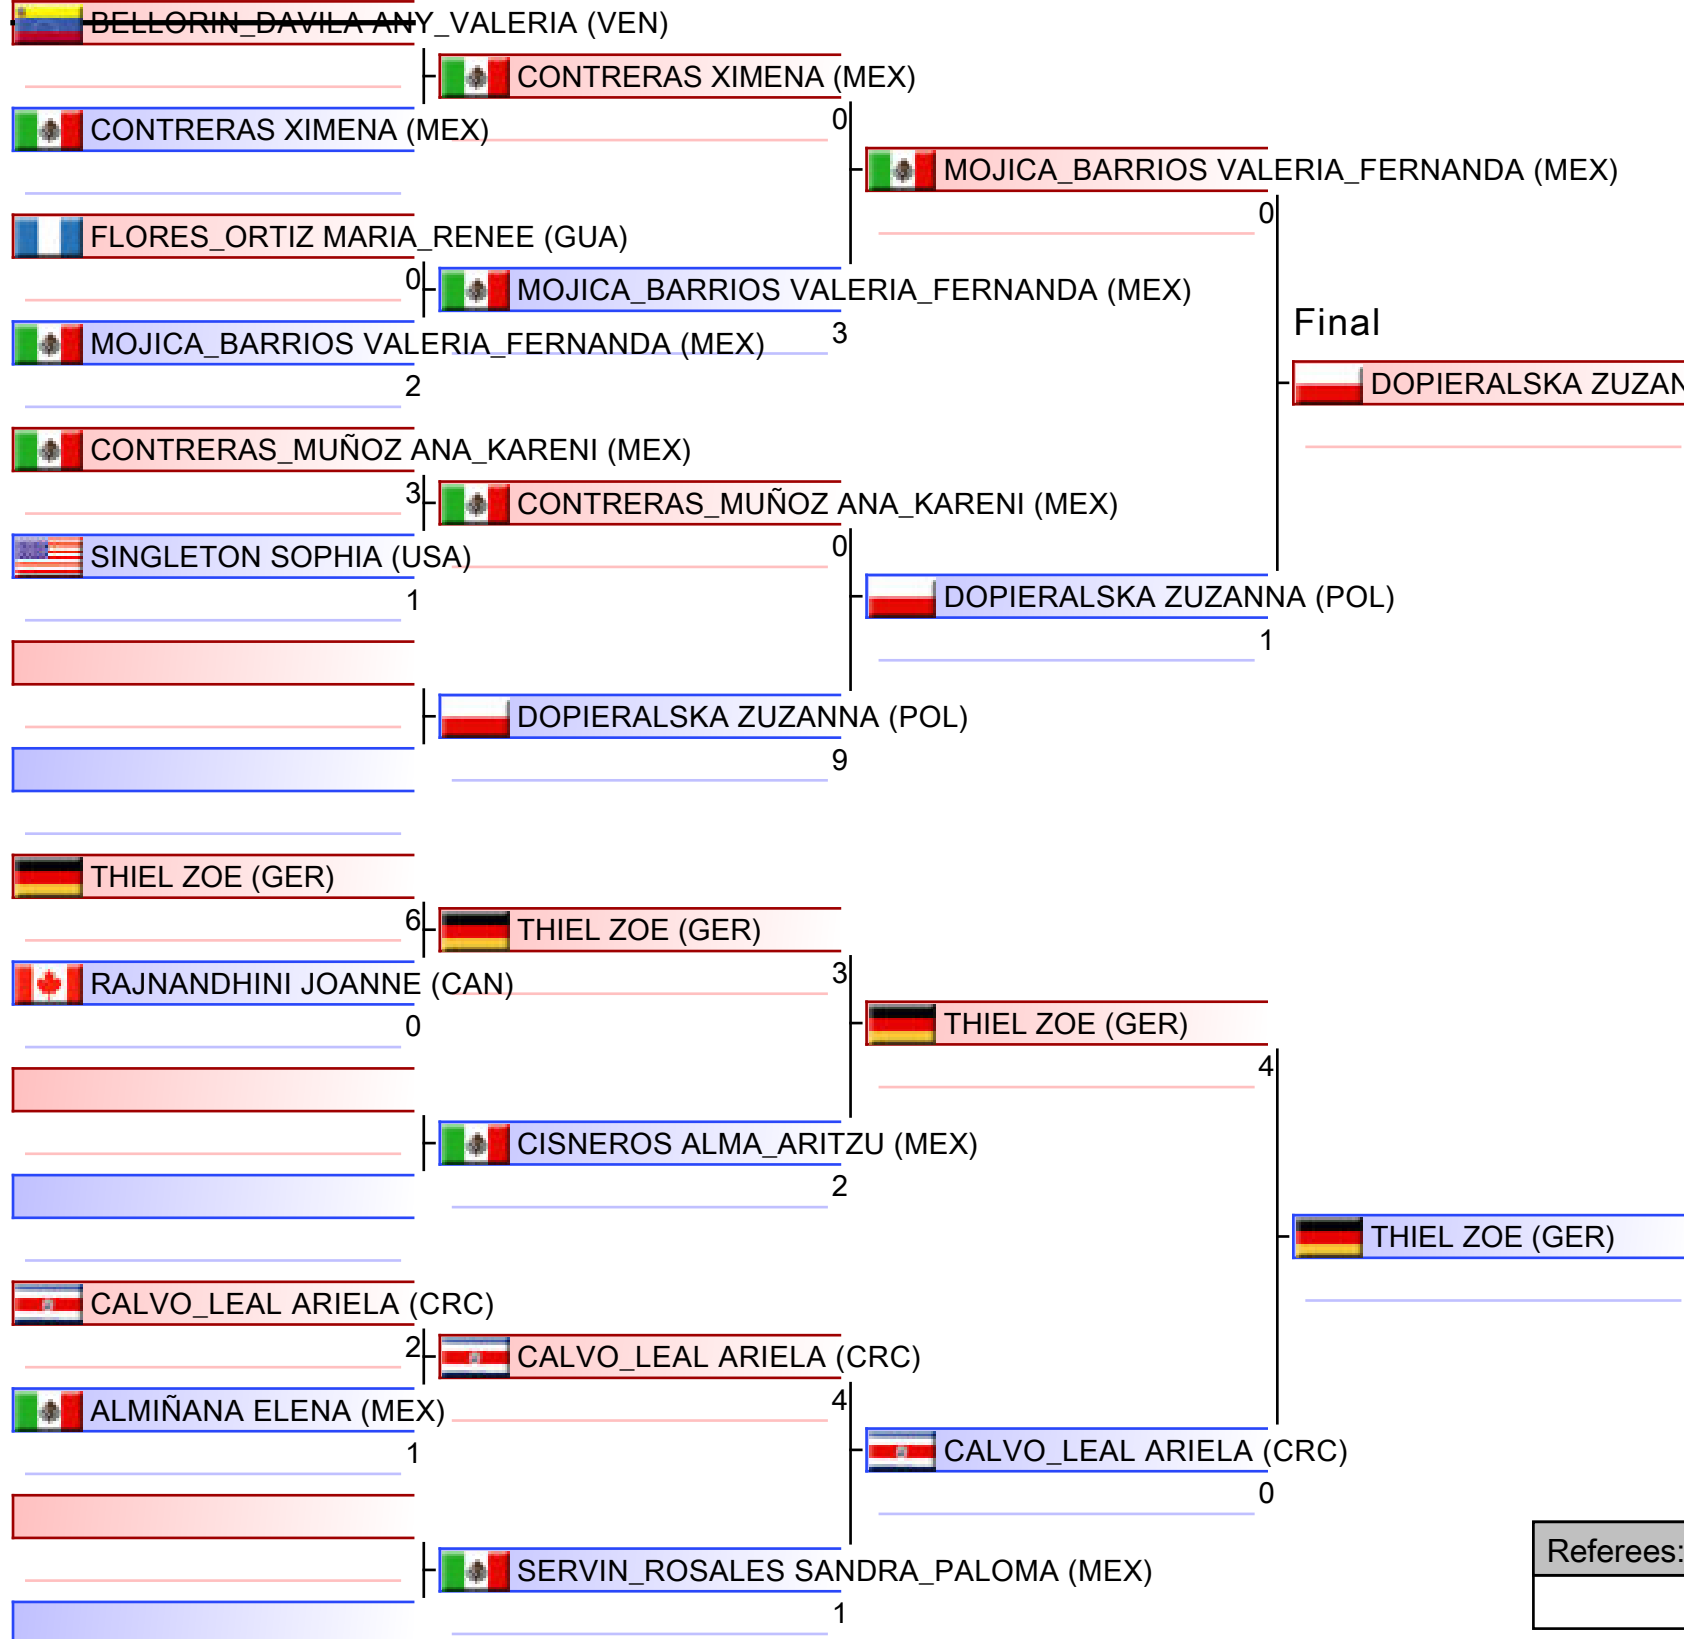 BELLORIN_DAVILA ANY_VALERIA (VEN)
CONTRERAS XIMENA (MEX)
0
CONTRERAS XIMENA (MEX)
MOJICA_BARRIOS VALERIA_FERNANDA (MEX)
0
FLORES_ORTIZ MARIA_RENEE (GUA)
0
MOJICA_BARRIOS VALERIA_FERNANDA (MEX)
3
MOJICA_BARRIOS VALERIA_FERNANDA (MEX)
2
Final
DOPIERALSKA ZUZAN
CONTRERAS_MUÑOZ ANA_KARENI (MEX)
3
CONTRERAS_MUÑOZ ANA_KARENI (MEX)
0
SINGLETON SOPHIA (USA)
1
DOPIERALSKA ZUZANNA (POL)
1
DOPIERALSKA ZUZANNA (POL)
9
THIEL ZOE (GER)
6
THIEL ZOE (GER)
3
RAJNANDHINI JOANNE (CAN)
0
THIEL ZOE (GER)
4
CISNEROS ALMA_ARITZU (MEX)
2
THIEL ZOE (GER)
CALVO_LEAL ARIELA (CRC)
2
CALVO_LEAL ARIELA (CRC)
4
ALMIÑANA ELENA (MEX)
1
CALVO_LEAL ARIELA (CRC)
0
SERVIN_ROSALES SANDRA_PALOMA (MEX)
1
Referees: